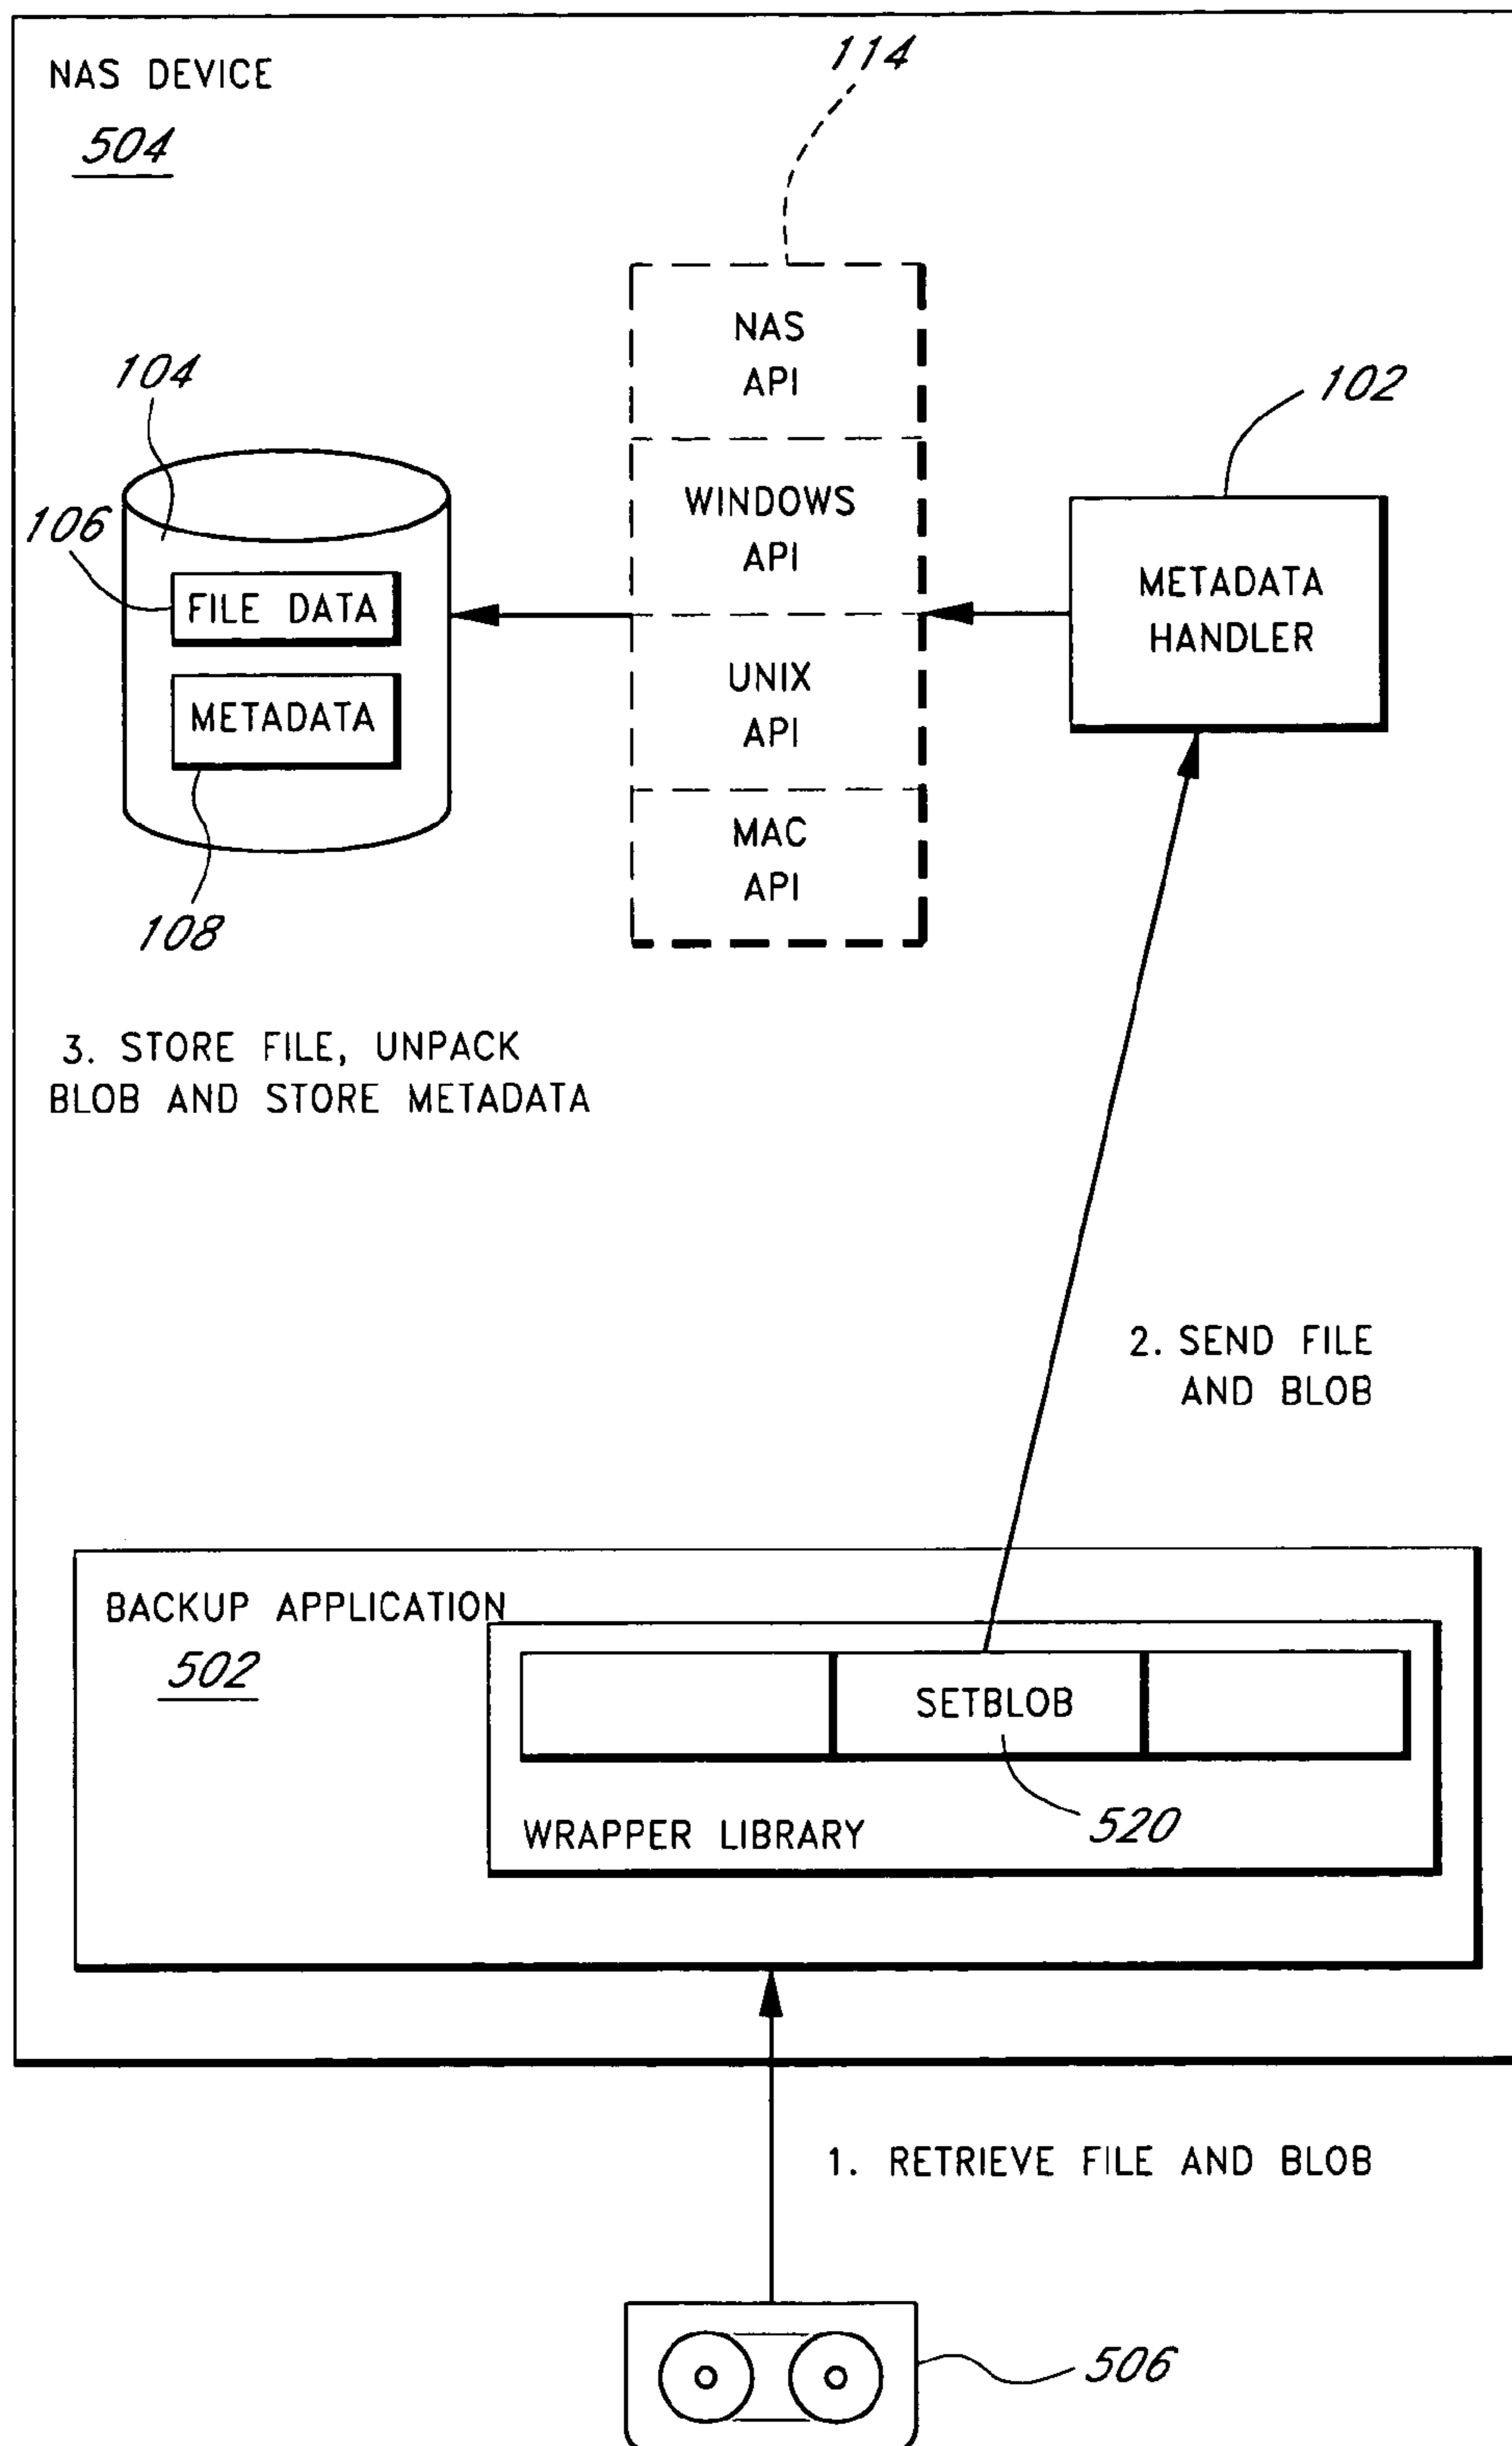 NAS DEVICE
504
114
NAS
API
WINDOWS
API
UNIX
API
MAC
API
104
106
FILE DATA
METADATA
108
102
METADATA
HANDLER
3. STORE FILE, UNPACK
BLOB AND STORE METADATA
2. SEND FILE
AND BLOB
BACKUP APPLICATION
502
SETBLOB
520
WRAPPER LIBRARY
1. RETRIEVE FILE AND BLOB
506